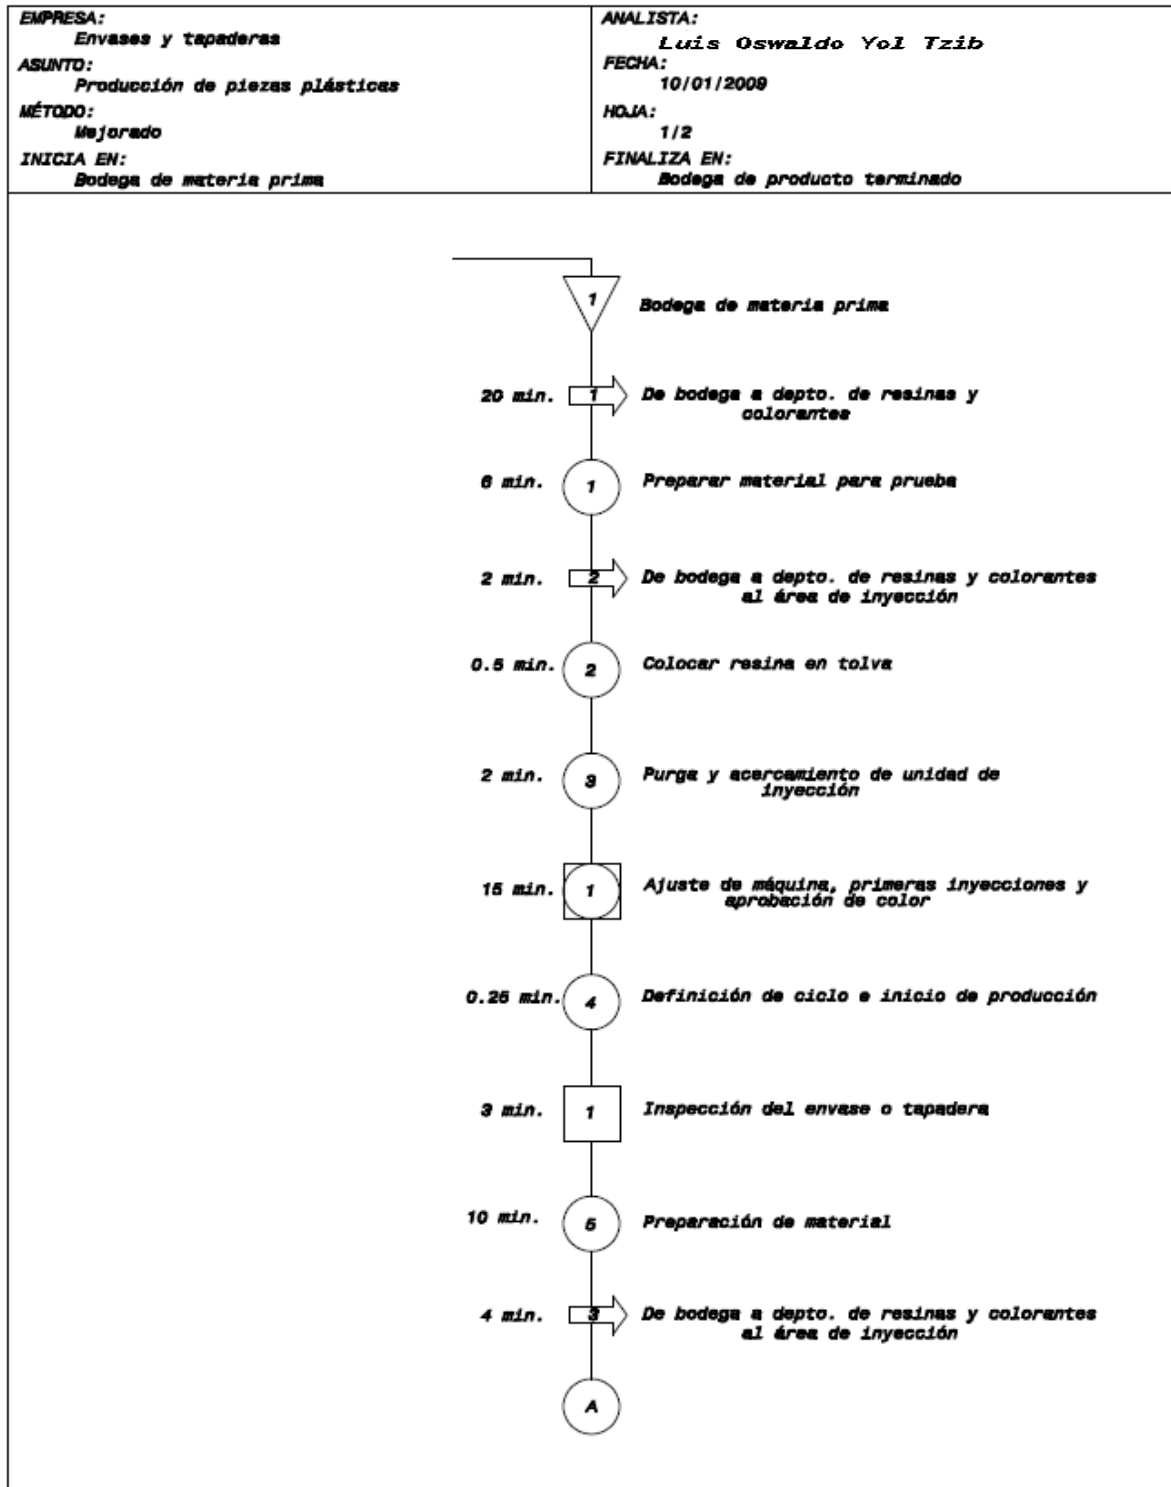 EMPRESA:
Envases y tapaderas
ASUNTO:
Producción de piezas plásticas
MÉTODO:
Mejorado
INICIA EN:
Bodega de materia prima
ANALISTA:
Luis Oswaldo Yol Tzib
FECHA:
10/01/2009
HOJA:
1/2
FINALIZA EN:
Bodega de producto terminado
1 Bodega de materia prima
20 min. 1 De bodega a depto. de resinas y
colorantes
6 min. 1 Preparar material para prueba
2 min. 2 De bodega a depto. de resinas y colorantes
al área de inyección
0.5 min. 2 Colocar resina en tolva
2 min. 3 Purga y acercamiento de unidad de
inyección
15 min. 1 Ajuste de máquina, primeras inyecciones y
aprobación de color
0.25 min. 4 Definición de ciclo e inicio de producción
3 min. 1 Inspección del envase o tapadera
10 min. 5 Preparación de material
4 min. 3 De bodega a depto. de resinas y colorantes
al área de inyección
A